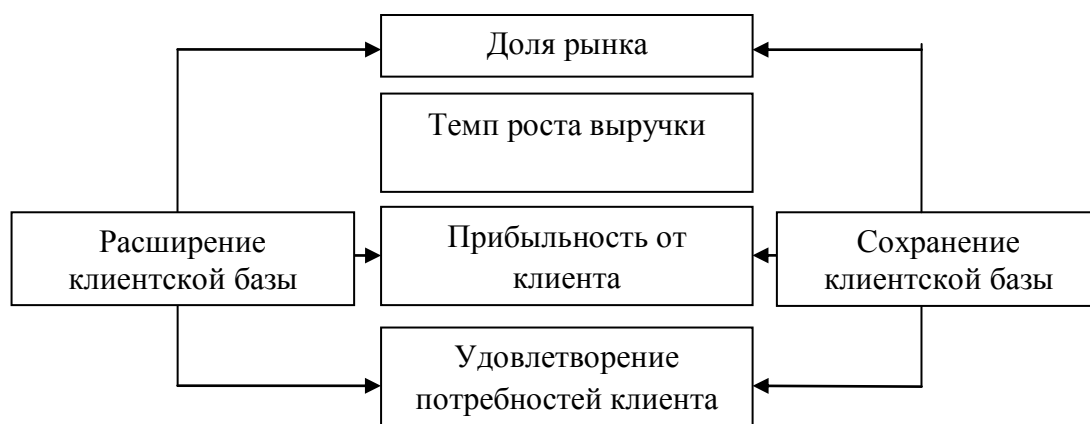 Доля рынка
Темп роста выручки
Расширение
клиентской базы
Прибыльность от
клиента
Сохранение
клиентской базы
Удовлетворение
потребностей клиента